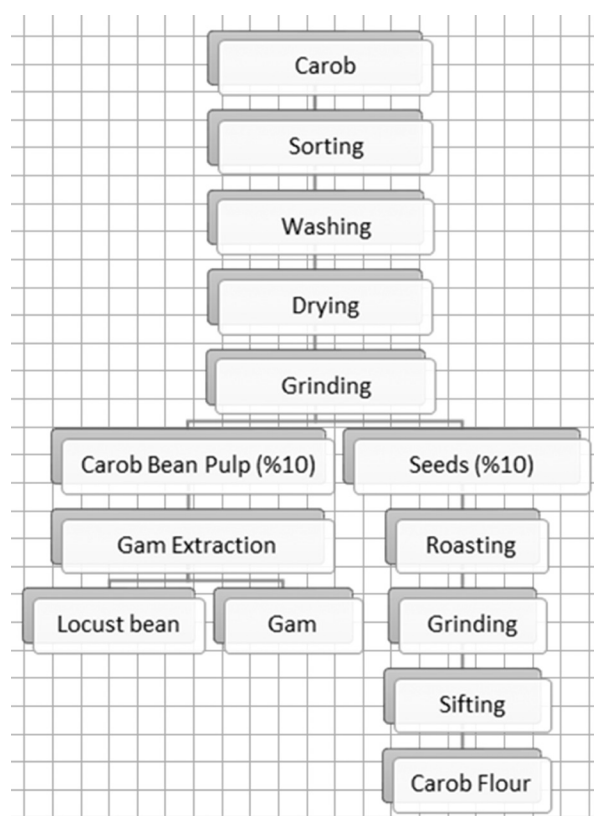 Carob
Sorting
Washing
Drying
Grinding
Carob Bean Pulp (%10)
Seeds (%10)
Gam Extraction
Roasting
Locust bean
Gam
Grinding
Sifting
Carob Flour